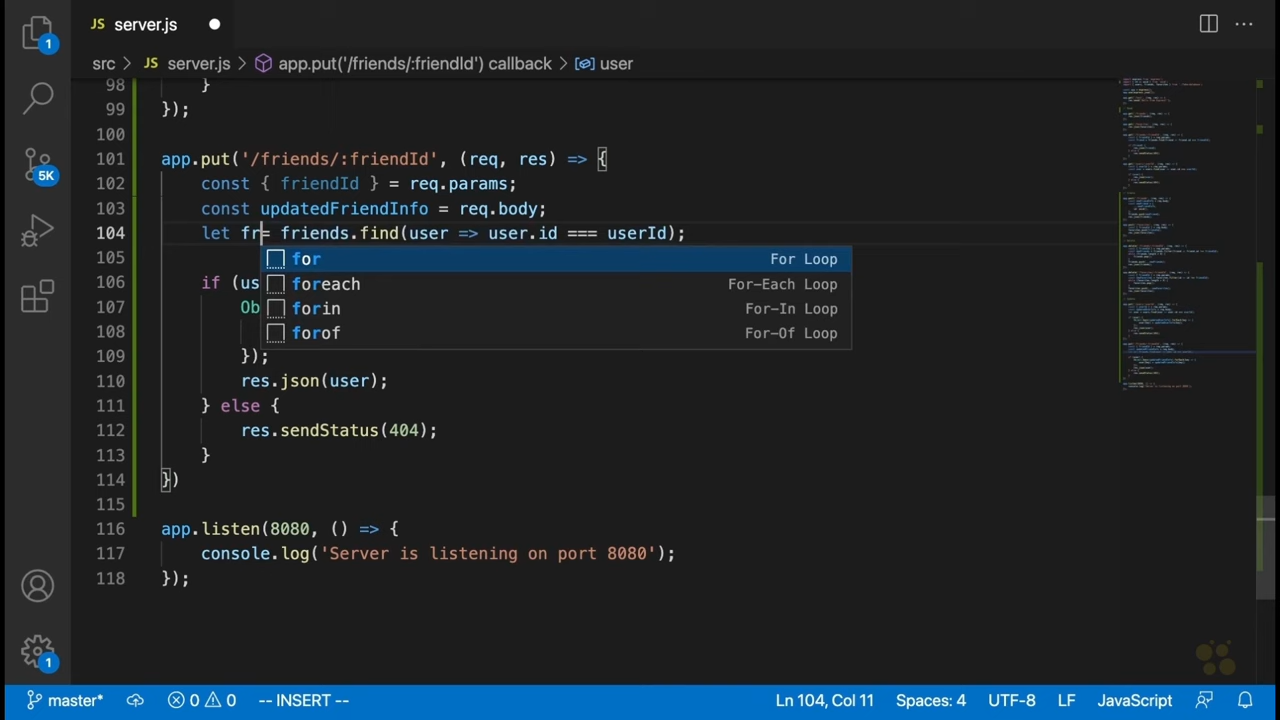 JS server.js
1
src > JS server.js > app.put('/friends/:friendId') callback > user
98 }
99 });
100
101 app.put('/friends/:friendId', (req, res) => {
102 const { friendId } = req.params;
103 const updatedFriendInfo = req.body;
5K
104 let fr= friends.find(user => user.id === userId);
105
for For Loop
106 if (us
foreach For-Each Loop
107 Ob
forin For-In Loop
108
forof For-Of Loop
109 });
110 res.json(user);
111 } else {
112 res.sendStatus(404);
113 }
114 })
115
116 app.listen(8080, () => {
117 console.log('Server is listening on port 8080');
118 });
1
master* 0 0 -- INSERT -- Ln 104, Col 11 Spaces: 4 UTF-8 LF JavaScript